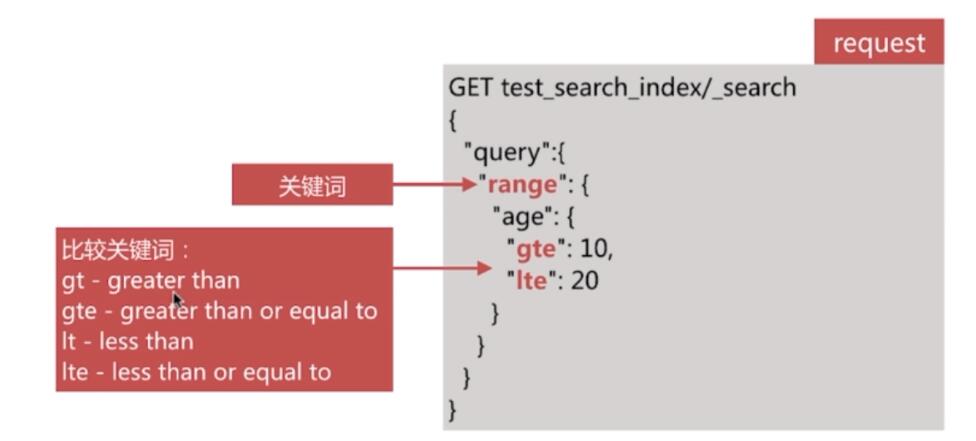 request
GET test_search_index/_search
{
"query":{
"range": {
"age": {
"gte": 10,
"lte": 20
}
}
}
}
关键词
比较关键词：
gt - greater than
gte - greater than or equal to
lt - less than
lte - less than or equal to